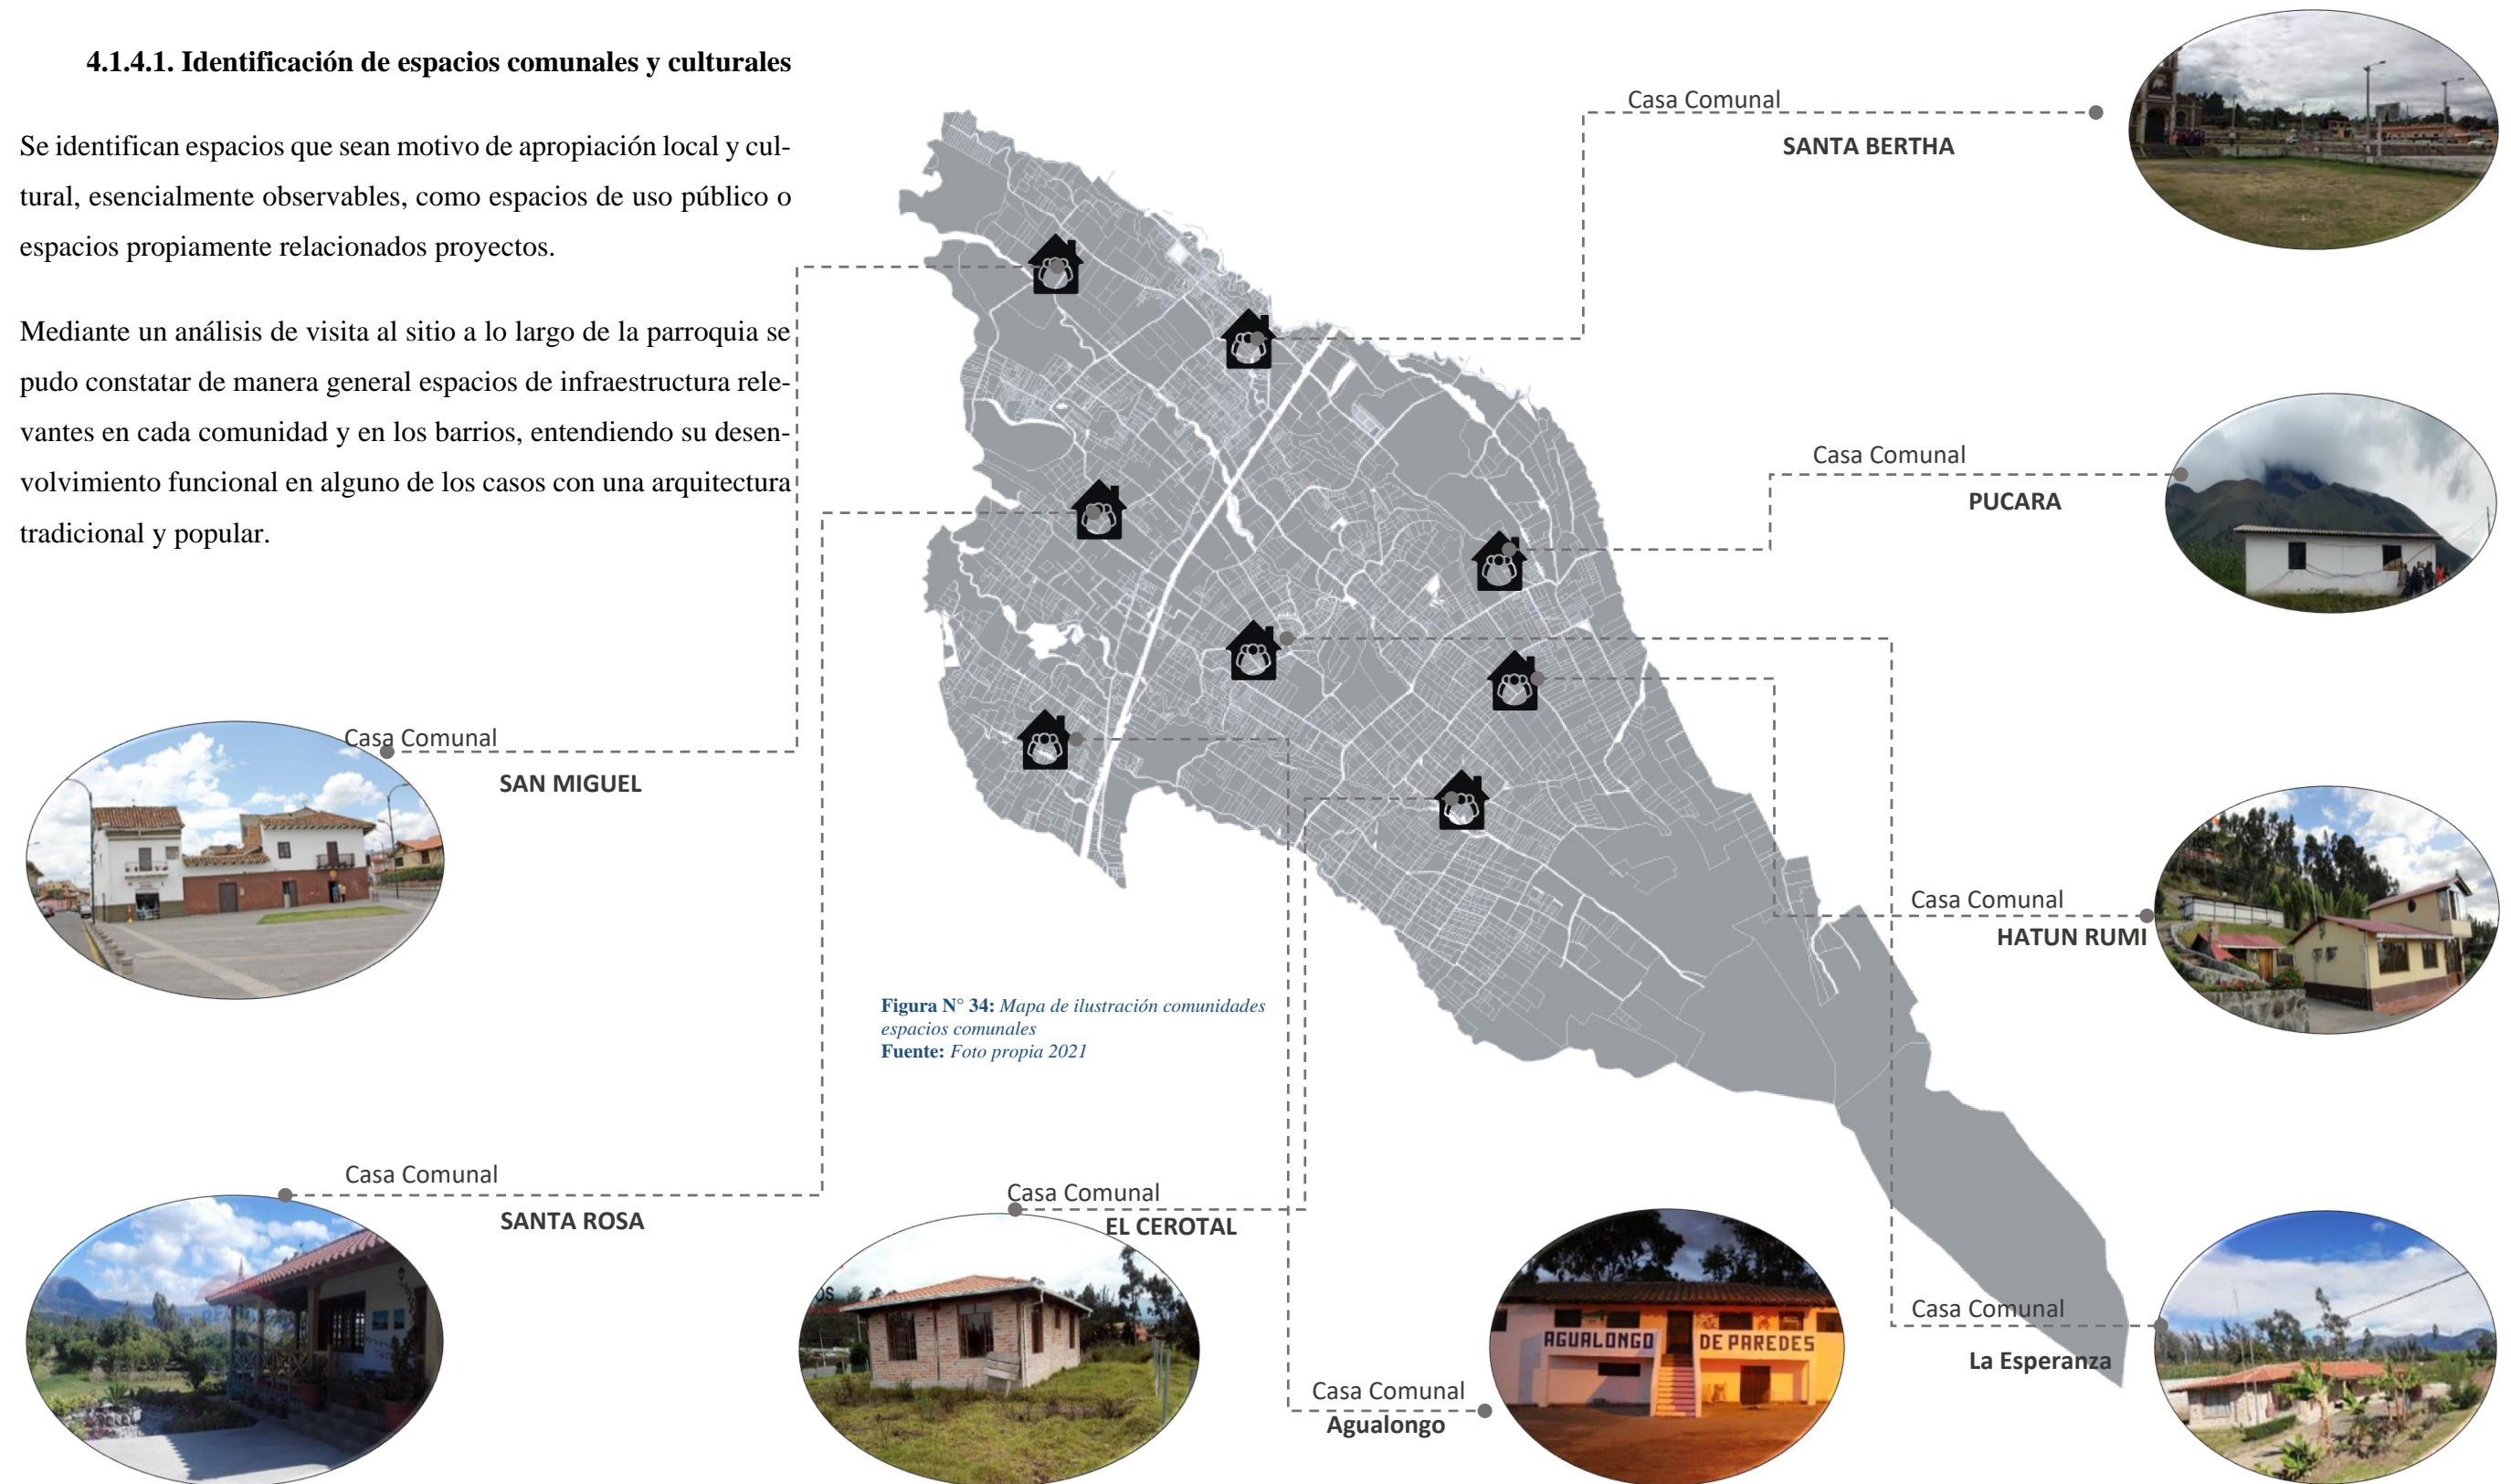 4.1.4.1. Identificación de espacios comunales y culturales
Se identifican espacios que sean motivo de apropiación local y cul-
tural, esencialmente observables, como espacios de uso público o
espacios propiamente relacionados proyectos.
Mediante un análisis de visita al sitio a lo largo de la parroquia se
pudo constatar de manera general espacios de infraestructura rele-
vantes en cada comunidad y en los barrios, entendiendo su desen-
volvimiento funcional en alguno de los casos con una arquitectura
tradicional y popular.
Casa Comunal
SANTA BERTHA
Casa Comunal
PUCARA
Casa Comunal
SAN MIGUEL
Casa Comunal
HATUN RUMI
Figura N° 34: Mapa de ilustración comunidades
espacios comunales
Fuente: Foto propia 2021
Casa Comunal
SANTA ROSA
Casa Comunal
EL CEROTAL
Casa Comunal
Agualongo
AGUALONGO DE PAREDES
Casa Comunal
La Esperanza